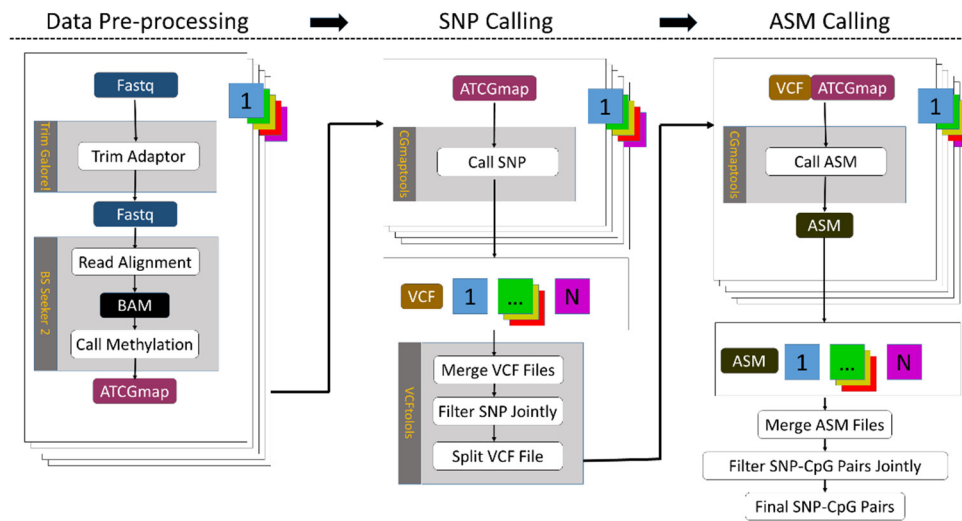 Data Pre-processing
SNP Calling
ASM Calling
Fastq
1
Trim Galore!
Trim Adaptor
Fastq
BS Seeker 2
Read Alignment
BAM
Call Methylation
ATCGmap
ATCGmap
1
CGmaptools
Call SNP
VCF
1
...
N
VCFtolols
Merge VCF Files
Filter SNP Jointly
Split VCF File
VCF
ATCGmap
1
CGmaptools
Call ASM
ASM
ASM
1
...
N
Merge ASM Files
Filter SNP-CpG Pairs Jointly
Final SNP-CpG Pairs